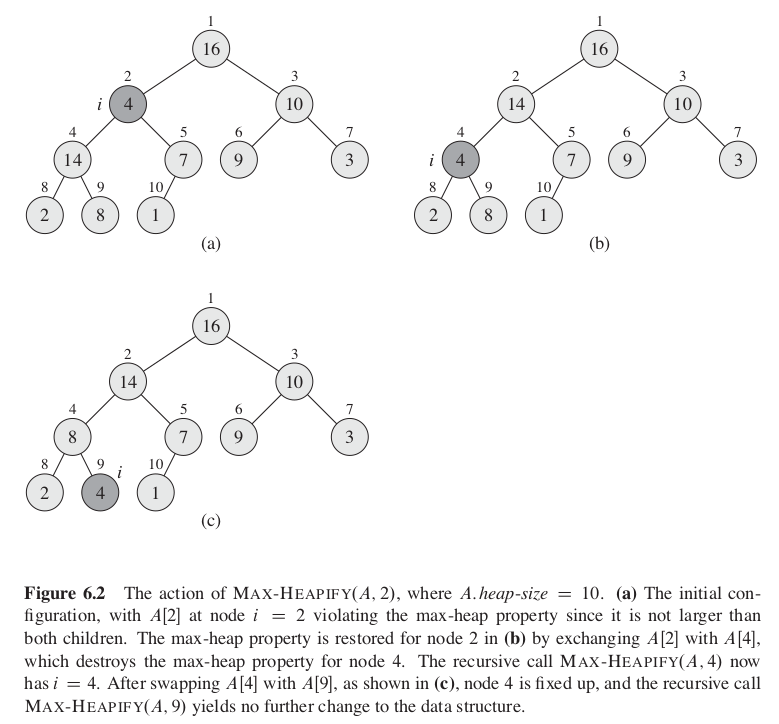 1 1
16 16
2 3 2 3
i 4 10 14 10
4 5 6 7 4 5 6 7
14 7 9 3 i 4 7 9 3
8 9 10 8 9 10
2 8 1 2 8 1
(a) (b)
1
16
2 3
14 10
4 5 6 7
8 7 9 3
8 9 i 10
2 4 1
(c)
Figure 6.2 The action of MAX-HEAPIFY(A, 2), where A.heap-size = 10. (a) The initial con-
figuration, with A[2] at node i = 2 violating the max-heap property since it is not larger than
both children. The max-heap property is restored for node 2 in (b) by exchanging A[2] with A[4],
which destroys the max-heap property for node 4. The recursive call MAX-HEAPIFY(A, 4) now
has i = 4. After swapping A[4] with A[9], as shown in (c), node 4 is fixed up, and the recursive call
MAX-HEAPIFY(A, 9) yields no further change to the data structure.